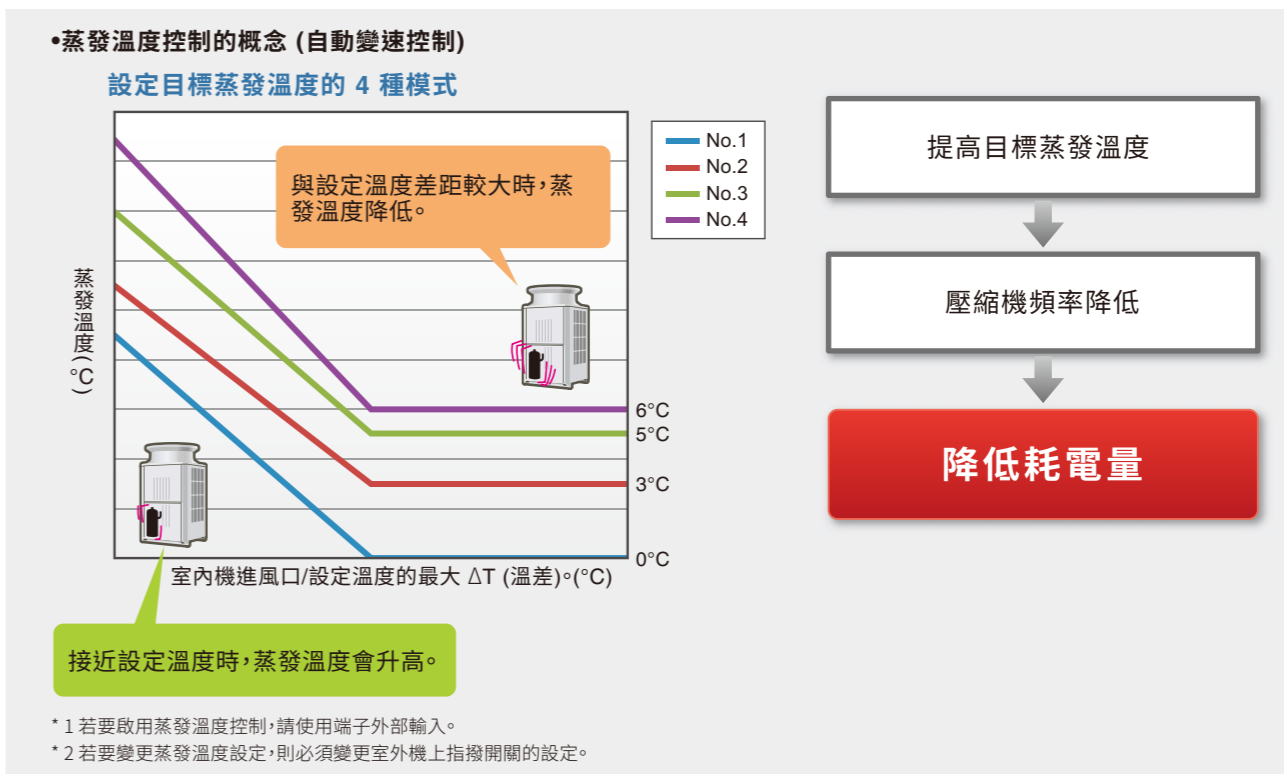 •蒸發溫度控制的概念 (自動變速控制)
設定目標蒸發溫度的 4 種模式
No.1
No.2
No.3
No.4
與設定溫度差距較大時，蒸
發溫度降低。
蒸發溫度(°C)
6°C
5°C
3°C
0°C
室內機進風口/設定溫度的最大 ΔT (溫差)。(°C)
接近設定溫度時，蒸發溫度會升高。
提高目標蒸發溫度
壓縮機頻率降低
降低耗電量
* 1 若要啟用蒸發溫度控制，請使用端子外部輸入。
* 2 若要變更蒸發溫度設定，則必須變更室外機上指撥開關的設定。